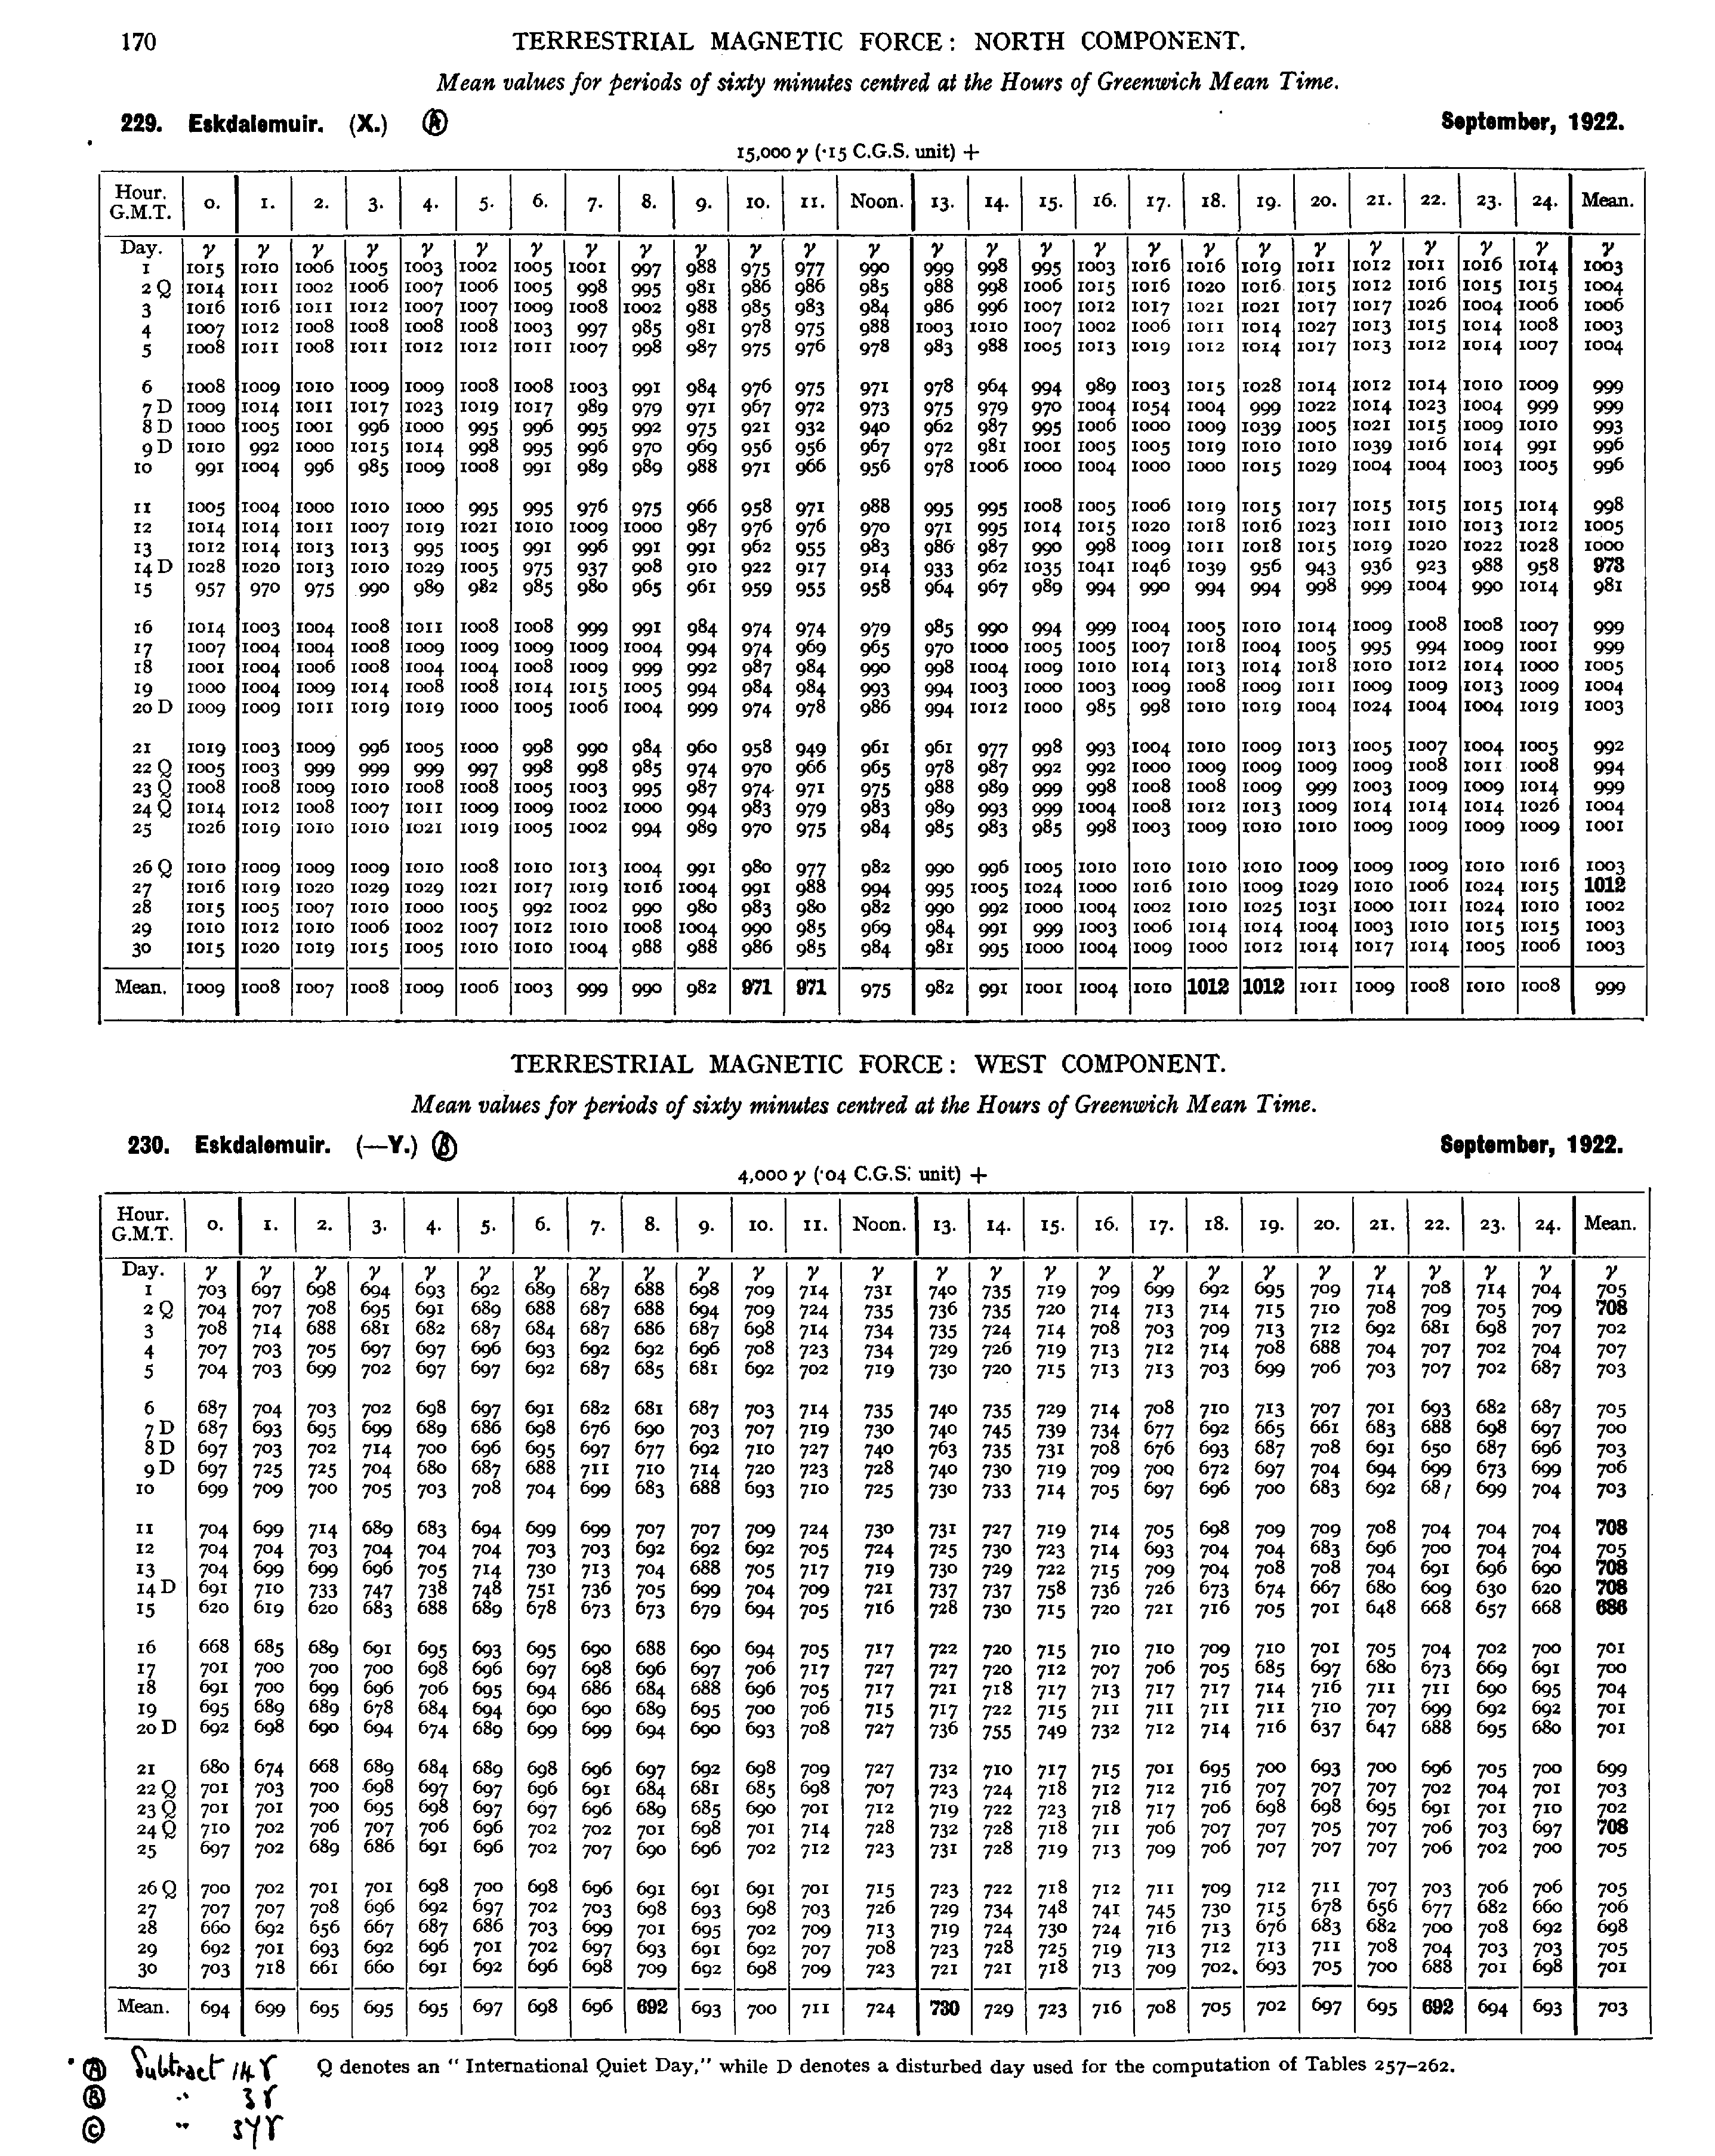 170
TERRESTRIAL MAGNETIC FORCE: NORTH COMPONENT.
Mean values for periods of sixty minutes centred at the Hours of Greenwich Mean Time.
229. Eskdalemuir. (X.) Ⓐ September, 1922.
15,000 γ (·15 C.G.S. unit) +
Hour. G.M.T. 0. 1. 2. 3. 4. 5. 6. 7. 8. 9. 10. 11. Noon. 13. 14. 15. 16. 17. 18. 19. 20. 21. 22. 23. 24. Mean.
Day. γ γ γ γ γ γ γ γ γ γ γ γ γ γ γ γ γ γ γ γ γ γ γ γ γ γ
1 1015 1010 1006 1005 1003 1002 1005 1001 997 988 975 977 990 999 998 995 1003 1016 1016 1019 1011 1012 1011 1016 1014 1003
2 Q 1014 1011 1002 1006 1007 1006 1005 998 995 981 986 986 985 988 998 1006 1015 1016 1020 1016 1015 1012 1016 1015 1015 1004
3 1016 1016 1011 1012 1007 1007 1009 1008 1002 988 985 983 984 986 996 1007 1012 1017 1021 1021 1017 1017 1026 1004 1006 1006
4 1007 1012 1008 1008 1008 1008 1003 997 985 981 978 975 988 1003 1010 1007 1002 1006 1011 1014 1027 1013 1015 1014 1008 1003
5 1008 1011 1008 1011 1012 1012 1011 1007 998 987 975 976 978 983 988 1005 1013 1019 1012 1014 1017 1013 1012 1014 1007 1004
6 1008 1009 1010 1009 1009 1008 1008 1003 991 984 976 975 971 978 964 994 989 1003 1015 1028 1014 1012 1014 1010 1009 999
7 D 1009 1014 1011 1017 1023 1019 1017 989 979 971 967 972 973 975 979 970 1004 1054 1004 999 1022 1014 1023 1004 999 999
8 D 1000 1005 1001 996 1000 995 996 995 992 975 921 932 940 962 987 995 1006 1000 1009 1039 1005 1021 1015 1009 1010 993
9 D 1010 992 1000 1015 1014 998 995 996 970 969 956 956 967 972 981 1001 1005 1005 1019 1010 1010 1039 1016 1014 991 996
10 991 1004 996 985 1009 1008 991 989 989 988 971 966 956 978 1006 1000 1004 1000 1000 1015 1029 1004 1004 1003 1005 996
11 1005 1004 1000 1010 1000 995 995 976 975 966 958 971 988 995 995 1008 1005 1006 1019 1015 1017 1015 1015 1015 1014 998
12 1014 1014 1011 1007 1019 1021 1010 1009 1000 987 976 976 970 971 995 1014 1015 1020 1018 1016 1023 1011 1010 1013 1012 1005
13 1012 1014 1013 1013 995 1005 991 996 991 991 962 955 983 986 987 990 998 1009 1011 1018 1015 1019 1020 1022 1028 1000
14 D 1028 1020 1013 1010 1029 1005 975 937 908 910 922 917 914 933 962 1035 1041 1046 1039 956 943 936 923 988 958 973
15 957 970 975 990 989 982 985 980 965 961 959 955 958 964 967 989 994 990 994 994 998 999 1004 990 1014 981
16 1014 1003 1004 1008 1011 1008 1008 999 991 984 974 974 979 985 990 994 999 1004 1005 1010 1014 1009 1008 1008 1007 999
17 1007 1004 1004 1008 1009 1009 1009 1009 1004 994 974 969 965 970 1000 1005 1005 1007 1018 1004 1005 995 994 1009 1001 999
18 1001 1004 1006 1008 1004 1004 1008 1009 999 992 987 984 990 998 1004 1009 1010 1014 1013 1014 1018 1010 1012 1014 1000 1005
19 1000 1004 1009 1014 1008 1008 1014 1015 1005 994 984 984 993 994 1003 1000 1003 1009 1008 1009 1011 1009 1009 1013 1009 1004
20 D 1009 1009 1011 1019 1019 1000 1005 1006 1004 999 974 978 986 994 1012 1000 985 998 1010 1019 1004 1024 1004 1004 1019 1003
21 1019 1003 1009 996 1005 1000 998 990 984 960 958 949 961 961 977 998 993 1004 1010 1009 1013 1005 1007 1004 1005 992
22 Q 1005 1003 999 999 999 997 998 998 985 974 970 966 965 978 987 992 992 1000 1009 1009 1009 1009 1008 1011 1008 994
23 Q 1008 1008 1009 1010 1008 1008 1005 1003 995 987 974 971 975 988 989 999 998 1008 1008 1009 999 1003 1009 1009 1014 999
24 Q 1014 1012 1008 1007 1011 1009 1009 1002 1000 994 983 979 983 989 993 999 1004 1008 1012 1013 1009 1014 1014 1014 1026 1004
25 1026 1019 1010 1010 1021 1019 1005 1002 994 989 970 975 984 985 983 985 998 1003 1009 1010 1010 1009 1009 1009 1009 1001
26 Q 1010 1009 1009 1009 1010 1008 1010 1013 1004 991 980 977 982 990 996 1005 1010 1010 1010 1010 1009 1009 1009 1010 1016 1003
27 1016 1019 1020 1029 1029 1021 1017 1019 1016 1004 991 988 994 995 1005 1024 1000 1016 1010 1009 1029 1010 1006 1024 1015 1012
28 1015 1005 1007 1010 1000 1005 992 1002 990 980 983 980 982 990 992 1000 1004 1002 1010 1025 1031 1000 1011 1024 1010 1002
29 1010 1012 1010 1006 1002 1007 1012 1010 1008 1004 990 985 969 984 991 999 1003 1006 1014 1014 1004 1003 1010 1015 1015 1003
30 1015 1020 1019 1015 1005 1010 1010 1004 988 988 986 985 984 981 995 1000 1004 1009 1000 1012 1014 1017 1014 1005 1006 1003
Mean. 1009 1008 1007 1008 1009 1006 1003 999 990 982 971 971 975 982 991 1001 1004 1010 1012 1012 1011 1009 1008 1010 1008 999
TERRESTRIAL MAGNETIC FORCE: WEST COMPONENT.
Mean values for periods of sixty minutes centred at the Hours of Greenwich Mean Time.
230. Eskdalemuir. (—Y.) Ⓑ September, 1922.
4,000 γ (·04 C.G.S. unit) +
Hour. G.M.T. 0. 1. 2. 3. 4. 5. 6. 7. 8. 9. 10. 11. Noon. 13. 14. 15. 16. 17. 18. 19. 20. 21. 22. 23. 24. Mean.
Day. γ γ γ γ γ γ γ γ γ γ γ γ γ γ γ γ γ γ γ γ γ γ γ γ γ γ
1 703 697 698 694 693 692 689 687 688 698 709 714 731 740 735 719 709 699 692 695 709 714 708 714 704 705
2 Q 704 707 708 695 691 689 688 687 688 694 709 724 735 736 735 720 714 713 714 715 710 708 709 705 709 708
3 708 714 688 681 682 687 684 687 686 687 698 714 734 735 724 714 708 703 709 713 712 692 681 698 707 702
4 707 703 705 697 697 696 693 692 692 696 708 723 734 729 726 719 713 712 714 708 688 704 707 702 704 707
5 704 703 699 702 697 697 692 687 685 681 692 702 719 730 720 715 713 713 703 699 706 703 707 702 687 703
6 687 704 703 702 698 697 691 682 681 687 703 714 735 740 735 729 714 708 710 713 707 701 693 682 687 705
7 D 687 693 695 699 689 686 698 676 690 703 707 719 730 740 745 739 734 677 692 665 661 683 688 698 697 700
8 D 697 703 702 714 700 696 695 697 677 692 710 727 740 763 735 731 708 676 693 687 708 691 650 687 696 703
9 D 697 725 725 704 680 687 688 711 710 714 720 723 728 740 730 719 709 700 672 697 704 694 699 673 699 706
10 699 709 700 705 703 708 704 699 683 688 693 710 725 730 733 714 705 697 696 700 683 692 699 704 703
11 704 699 714 689 683 694 699 699 707 707 709 724 730 731 727 719 714 705 698 709 709 708 704 704 704 708
12 704 704 703 704 704 704 703 703 692 692 692 705 724 725 730 723 714 693 704 704 683 696 700 704 704 705
13 704 699 699 696 705 714 730 713 704 688 705 717 719 730 729 722 715 709 704 708 708 704 691 696 690 708
14 D 691 710 733 747 738 748 751 736 705 699 704 709 721 737 737 758 736 726 673 674 667 680 609 630 620 708
15 620 619 620 683 688 689 678 673 673 679 694 705 716 728 730 715 720 721 716 705 701 648 668 657 668 686
16 668 685 689 691 695 693 695 690 688 690 694 705 717 722 720 715 710 710 709 710 701 705 704 702 700 701
17 701 700 700 700 698 696 697 698 696 697 706 717 727 727 720 712 707 706 705 685 697 680 673 669 691 700
18 691 700 699 696 706 695 694 686 684 688 696 705 717 721 718 717 713 717 717 714 716 711 711 690 695 704
19 695 689 689 678 684 694 690 690 689 695 700 706 715 717 722 715 711 711 711 711 710 707 699 692 692 701
20 D 692 698 690 694 674 689 699 699 694 690 693 708 727 736 755 749 732 712 714 716 637 647 688 695 680 701
21 680 674 668 689 684 689 698 696 697 692 698 709 727 732 710 717 715 701 695 700 693 700 696 705 700 699
22 Q 701 703 700 698 697 697 696 691 684 681 685 698 707 723 724 718 712 712 716 707 707 707 702 704 701 703
23 Q 701 701 700 695 698 697 697 696 689 685 690 701 712 719 722 723 718 717 706 698 698 695 691 701 710 702
24 Q 710 702 706 707 706 696 702 702 701 698 701 714 728 732 728 718 711 706 707 707 705 707 706 703 697 708
25 697 702 689 686 691 696 702 707 690 696 702 712 723 731 728 719 713 709 706 707 707 707 706 702 700 705
26 Q 700 702 701 701 698 700 698 696 691 691 691 701 715 723 722 718 712 711 709 712 711 707 703 706 706 705
27 707 707 708 696 692 697 702 703 698 693 698 703 726 729 734 748 741 745 730 715 678 656 677 682 660 706
28 660 692 656 667 687 686 703 699 701 695 702 709 713 719 724 730 724 716 713 676 683 682 700 708 692 698
29 692 701 693 692 696 701 702 697 693 691 692 707 708 723 728 725 719 713 712 713 711 708 704 703 703 705
30 703 718 661 660 691 692 696 698 709 692 698 709 723 721 721 718 713 709 702. 693 705 700 688 701 698 701
Mean. 694 699 695 695 695 697 698 696 692 693 700 711 724 730 729 723 716 708 705 702 697 695 692 694 693 703
Ⓐ Subtract 14 γ Q denotes an “ International Quiet Day,” while D denotes a disturbed day used for the computation of Tables 257–262.
Ⓑ ″ 3 γ
Ⓒ ″